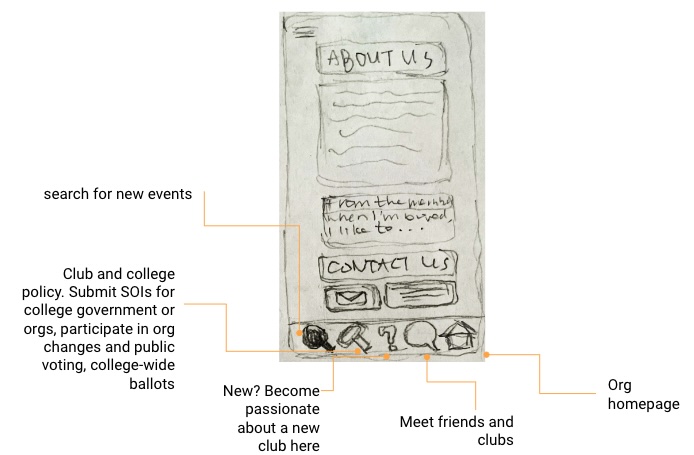 ABOUT US
From the members
when I'm bored,
I like to...
CONTACT US
?
search for new events
Club and college
policy. Submit SOIs for
college government or
orgs, participate in org
changes and public
voting, college-wide
ballots
New? Become
passionate
about a new
club here
Meet friends and
clubs
Org
homepage